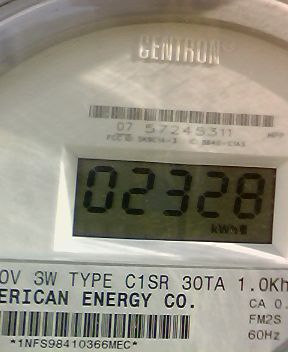 CENTRON®
07 57245311
02328
kWh
0V 3W TYPE C1SR 30TA 1.0Kh
ERICAN ENERGY CO.
CA 0.
FM2S
60Hz
*1NFS98410366MEC*